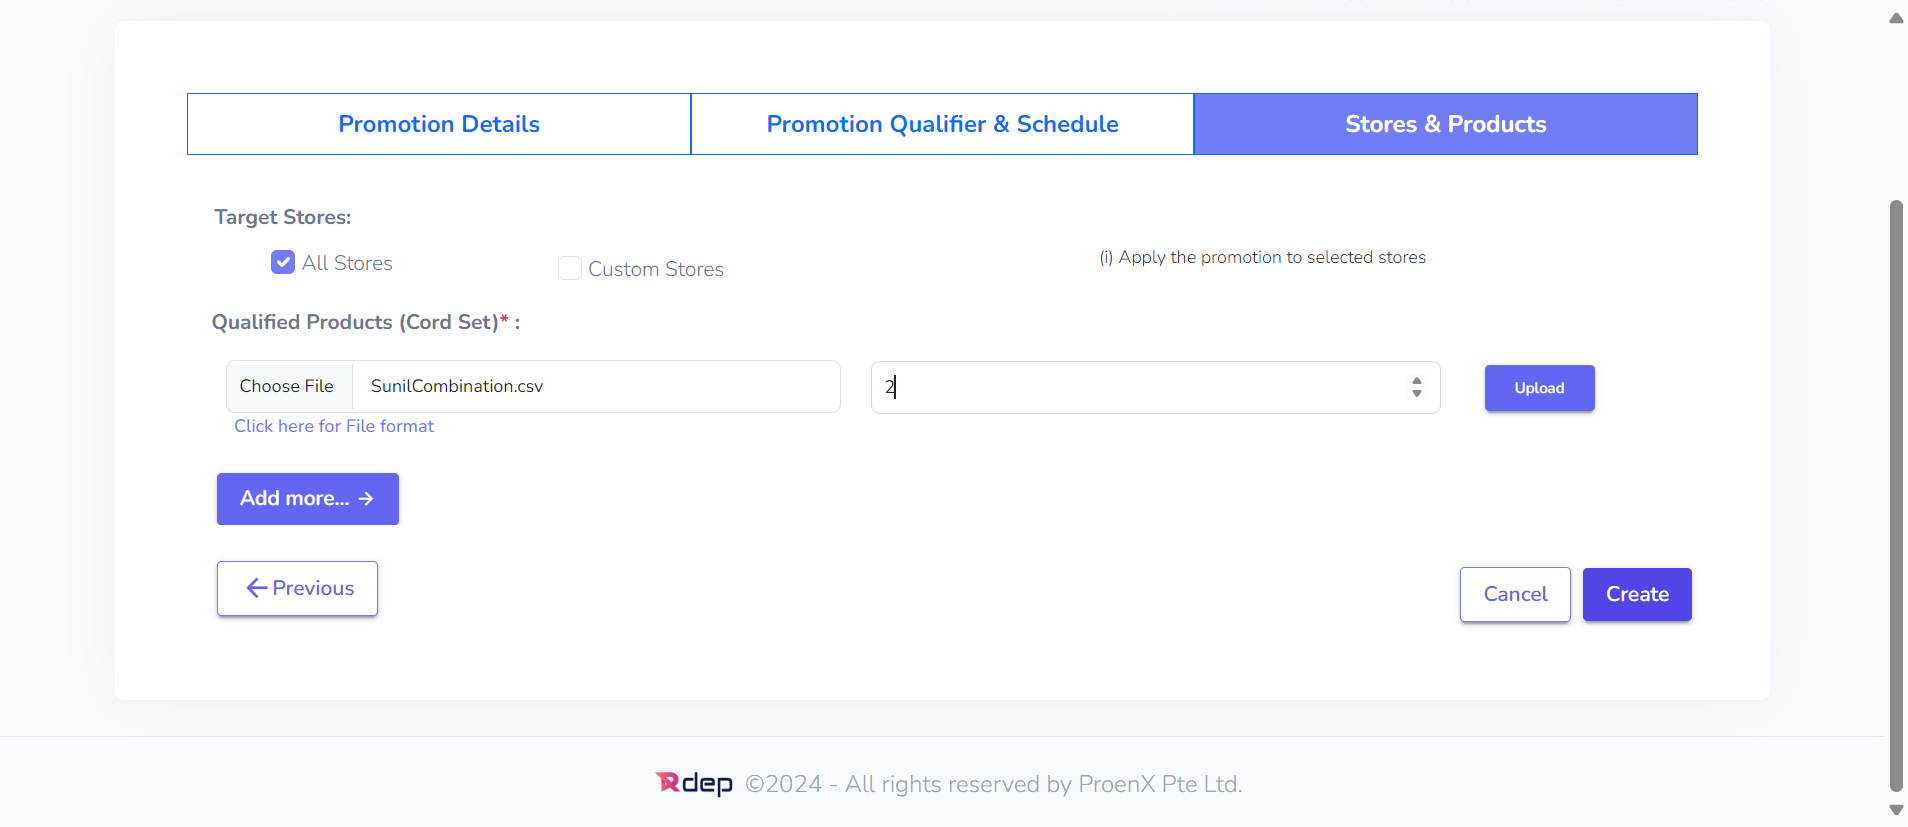 Promotion Details
Promotion Qualifier & Schedule
Stores & Products
Target Stores:
All Stores
Custom Stores
(i) Apply the promotion to selected stores
Qualified Products (Cord Set)* :
Choose File
SunilCombination.csv
2
Upload
Click here for File format
Add more... →
← Previous
Cancel
Create
Rdep ©2024 - All rights reserved by ProenX Pte Ltd.